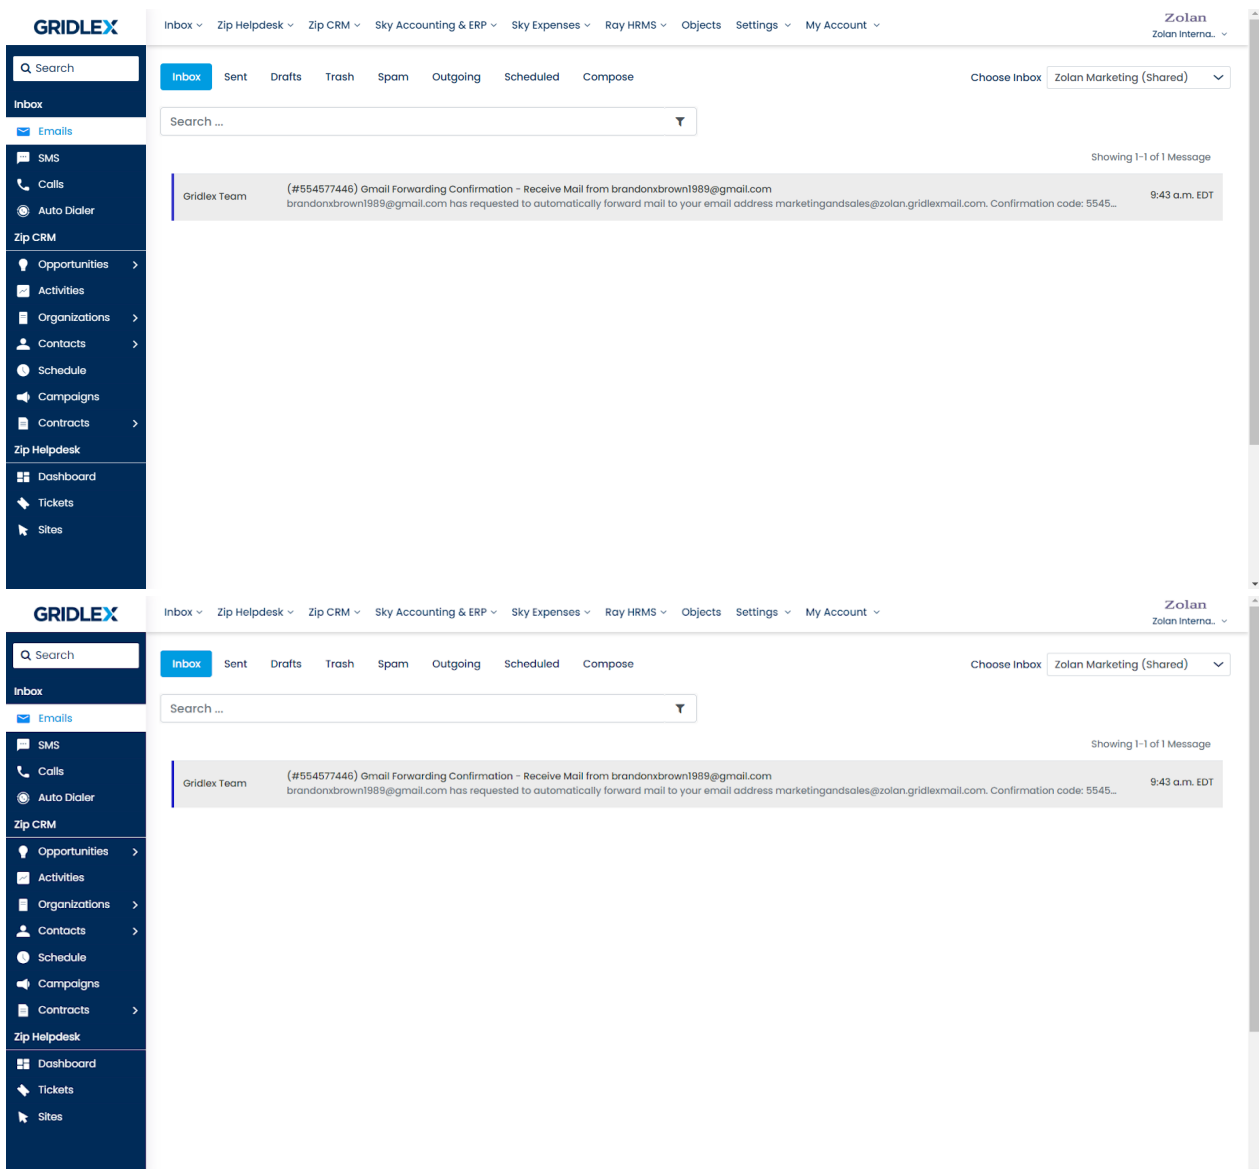 GRIDLEX Inbox Zip Helpdesk Zip CRM Sky Accounting & ERP Sky Expenses Ray HRMS Objects Settings My Account Zolan
Zolan Interna..
Search Inbox Sent Drafts Trash Spam Outgoing Scheduled Compose Choose Inbox Zolan Marketing (Shared)
Inbox
Search ...
Emails
Showing 1-1 of 1 Message
SMS
Calls
Gridlex Team (#554577446) Gmail Forwarding Confirmation - Receive Mail from brandonxbrown1989@gmail.com 9:43 a.m. EDT
brandonxbrown1989@gmail.com has requested to automatically forward mail to your email address marketingandsales@zolan.gridlexmail.com. Confirmation code: 5545...
Auto Dialer
Zip CRM
Opportunities
Activities
Organizations
Contacts
Schedule
Campaigns
Contracts
Zip Helpdesk
Dashboard
Tickets
Sites
GRIDLEX Inbox Zip Helpdesk Zip CRM Sky Accounting & ERP Sky Expenses Ray HRMS Objects Settings My Account Zolan
Zolan Interna..
Search Inbox Sent Drafts Trash Spam Outgoing Scheduled Compose Choose Inbox Zolan Marketing (Shared)
Inbox
Search ...
Emails
Showing 1-1 of 1 Message
SMS
Calls
Gridlex Team (#554577446) Gmail Forwarding Confirmation - Receive Mail from brandonxbrown1989@gmail.com 9:43 a.m. EDT
brandonxbrown1989@gmail.com has requested to automatically forward mail to your email address marketingandsales@zolan.gridlexmail.com. Confirmation code: 5545...
Auto Dialer
Zip CRM
Opportunities
Activities
Organizations
Contacts
Schedule
Campaigns
Contracts
Zip Helpdesk
Dashboard
Tickets
Sites